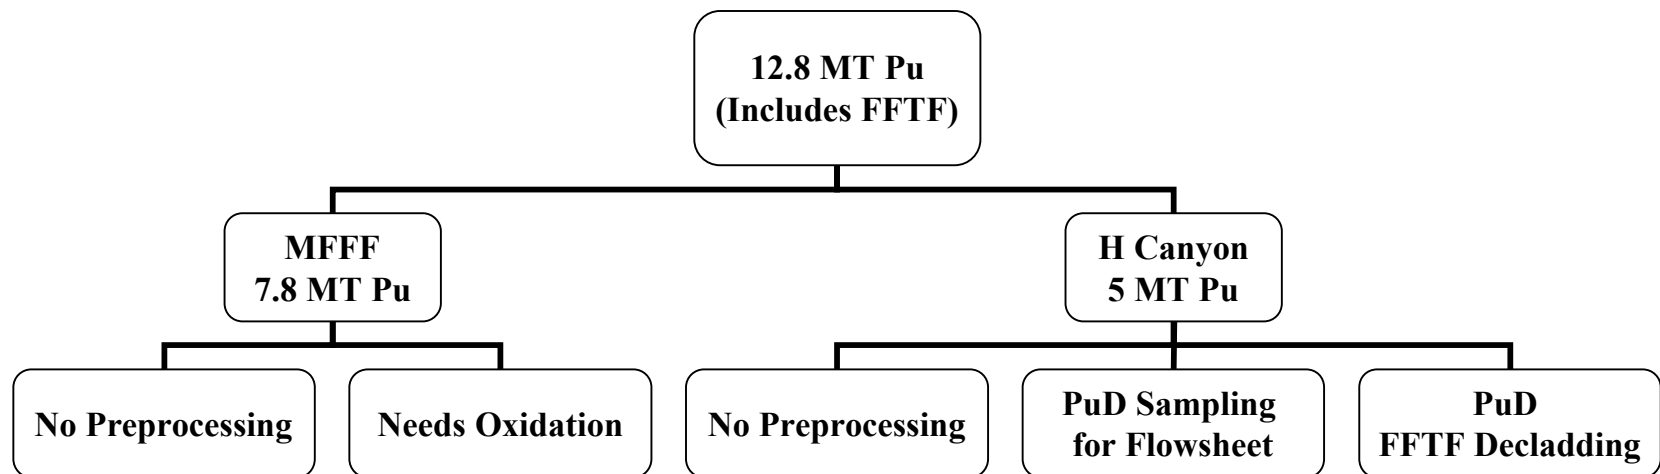 12.8 MT Pu
(Includes FFTF)
MFFF
7.8 MT Pu
H Canyon
5 MT Pu
No Preprocessing
Needs Oxidation
No Preprocessing
PuD Sampling
for Flowsheet
PuD
FFTF Decladding